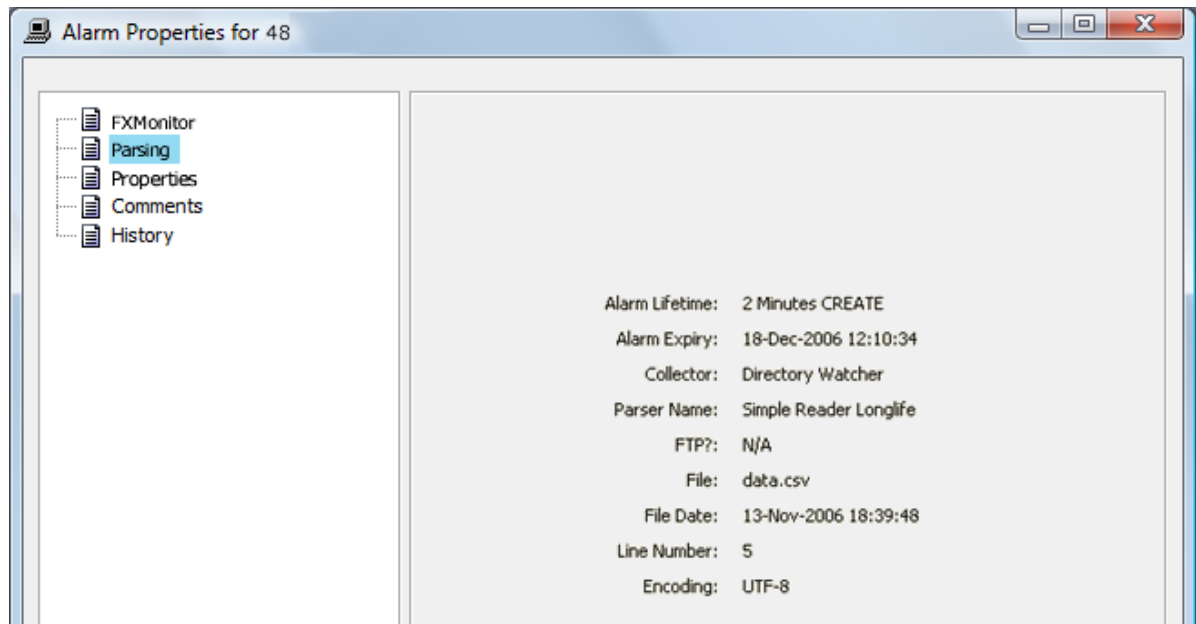 Alarm Properties for 48
FXMonitor
Parsing
Properties
Comments
History
Alarm Lifetime: 2 Minutes CREATE
Alarm Expiry: 18-Dec-2006 12:10:34
Collector: Directory Watcher
Parser Name: Simple Reader Longlife
FTP?: N/A
File: data.csv
File Date: 13-Nov-2006 18:39:48
Line Number: 5
Encoding: UTF-8